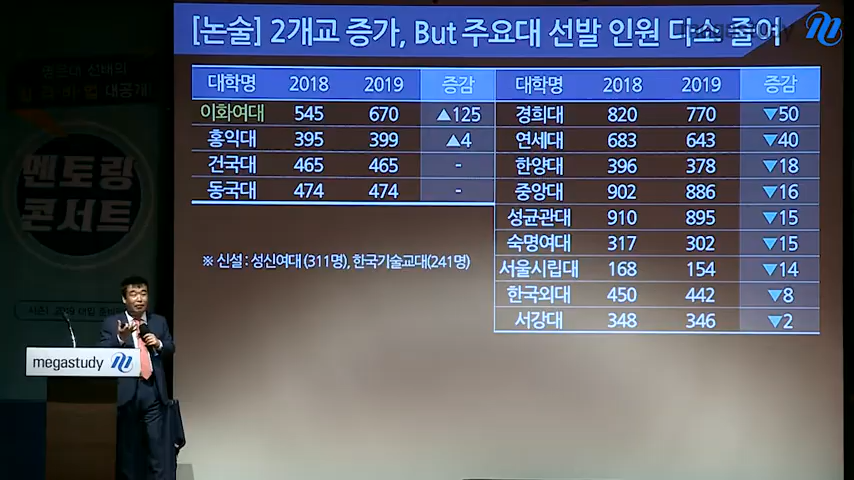 [논술] 2개교 증가, But 주요대 선발 인원 다소 줄어
megastudy
대학명 2018 2019 증감
이화여대 545 670 ▲125
홍익대 395 399 ▲4
건국대 465 465 -
동국대 474 474 -
※ 신설 : 성신여대 (311명), 한국기술교대(241명)
대학명 2018 2019 증감
경희대 820 770 ▼50
연세대 683 643 ▼40
한양대 396 378 ▼18
중앙대 902 886 ▼16
성균관대 910 895 ▼15
숙명여대 317 302 ▼15
서울시립대 168 154 ▼14
한국외대 450 442 ▼8
서강대 348 346 ▼2
멘토링
콘서트
megastudy